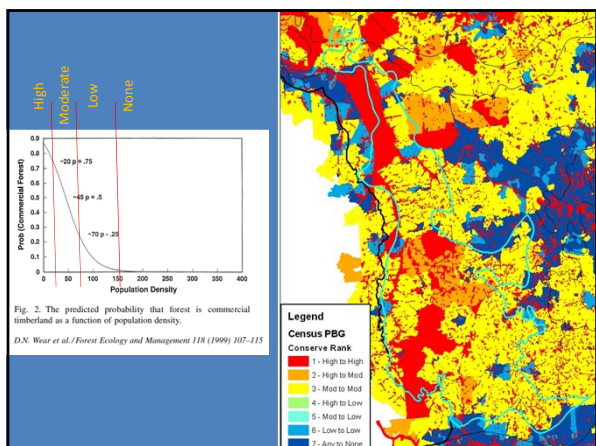 High
Moderate
Low
None
0.9
0.8
0.7
0.6
0.5
0.4
0.3
0.2
0.1
0
Prob (Commercial Forest)
~20 p = .75
~45 p = .5
~70 p - .25
0 50 100 150 200 250 300 350 400
Population Density
Fig. 2. The predicted probability that forest is commercial
timberland as a function of population density.
D.N. Wear et al. / Forest Ecology and Management 118 (1999) 107–115
Legend
Census PBG
Conserve Rank
1 - High to High
2 - High to Mod
3 - Mod to Mod
4 - High to Low
5 - Mod to Low
6 - Low to Low
7 - Any to None